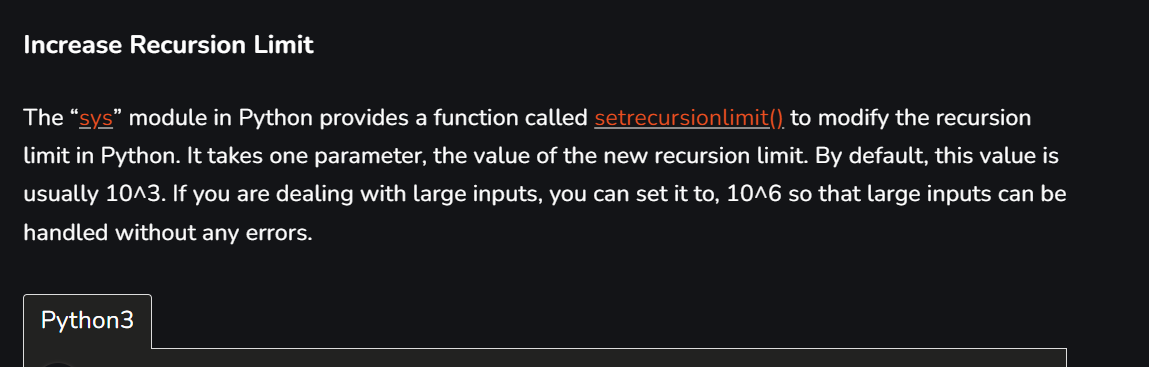 Increase Recursion Limit
The “sys” module in Python provides a function called setrecursionlimit() to modify the recursion
limit in Python. It takes one parameter, the value of the new recursion limit. By default, this value is
usually 10^3. If you are dealing with large inputs, you can set it to, 10^6 so that large inputs can be
handled without any errors.
Python3